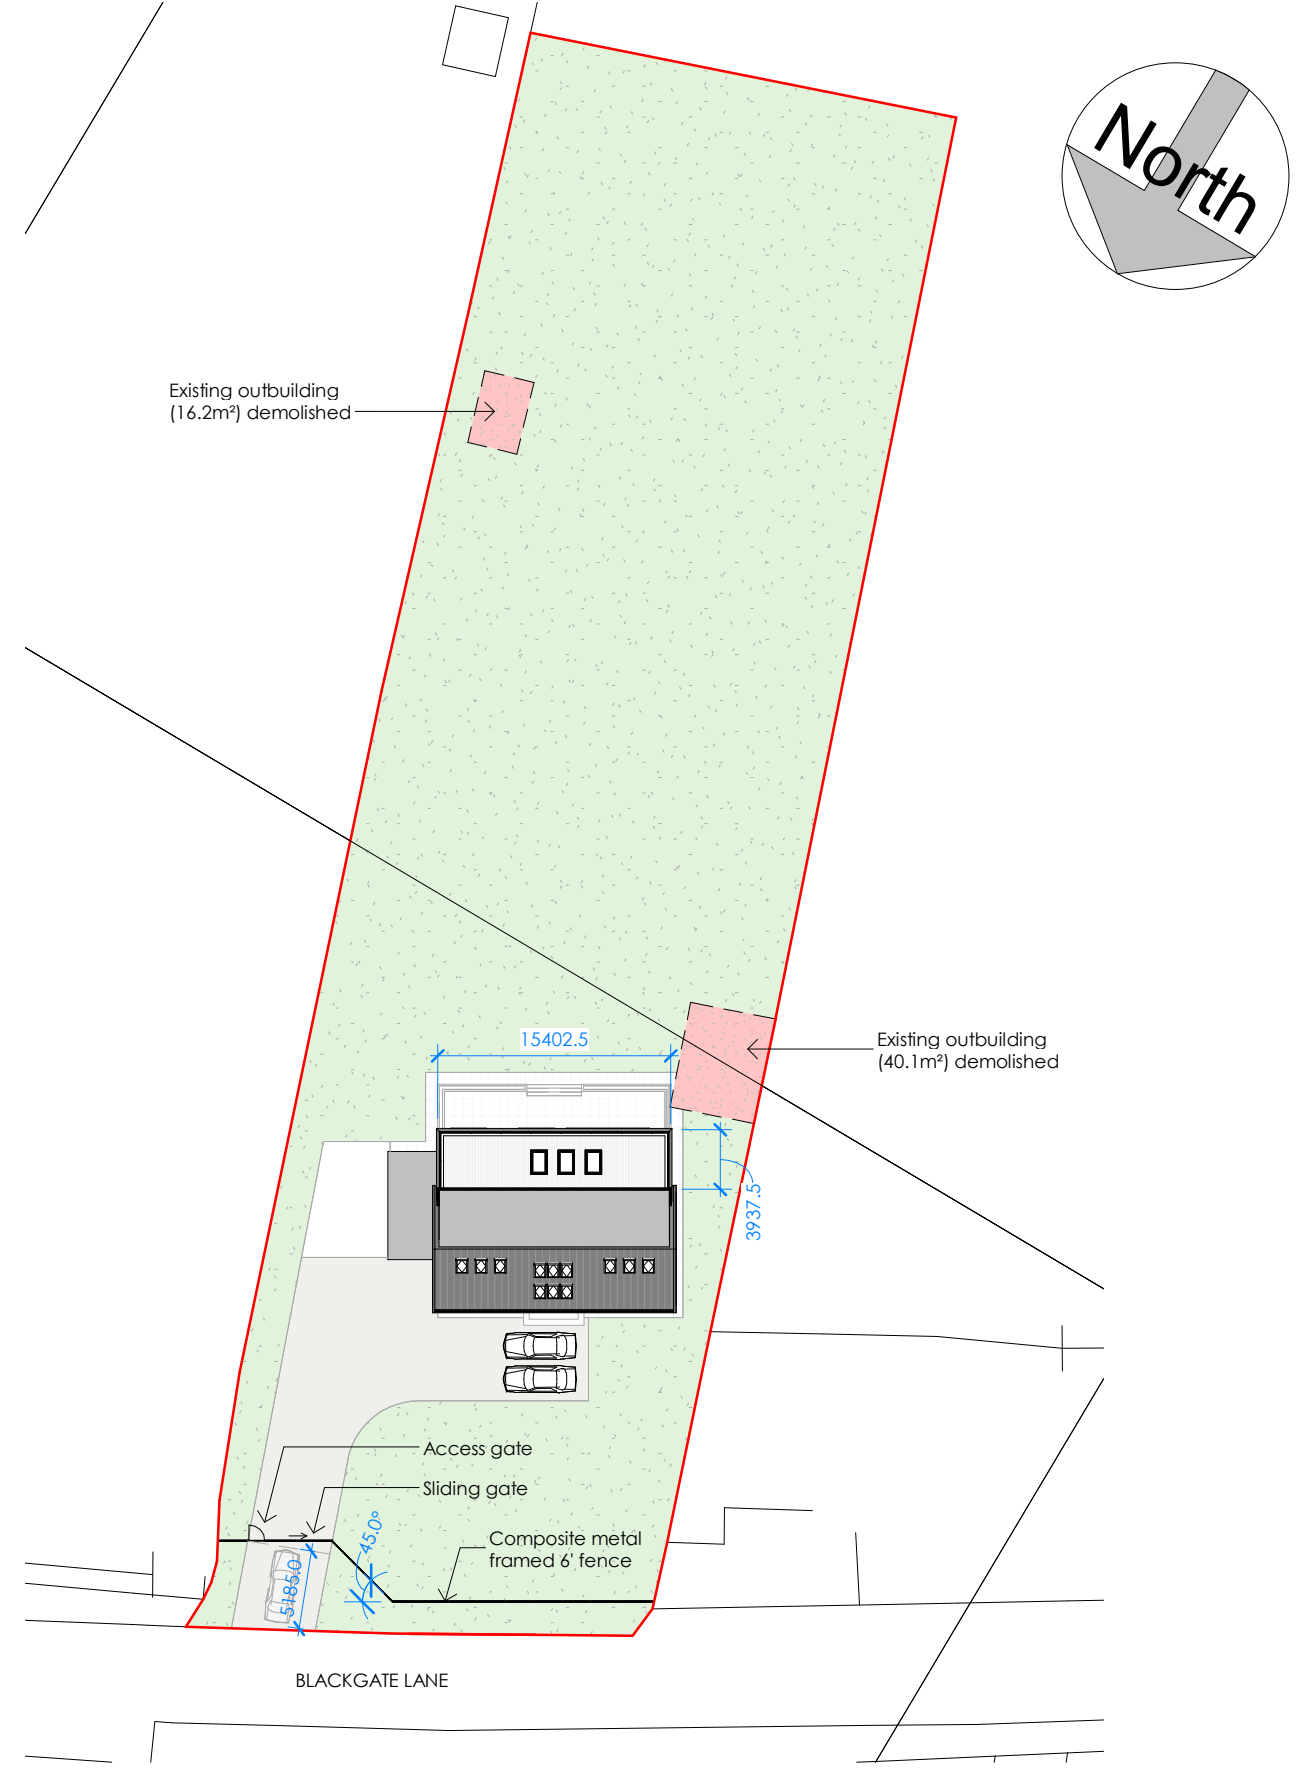 North
Existing outbuilding
(16.2m²) demolished
15402.5
Existing outbuilding
(40.1m²) demolished
3937.5
Access gate
Sliding gate
45.0°
Composite metal
framed 6' fence
5185.0
BLACKGATE LANE